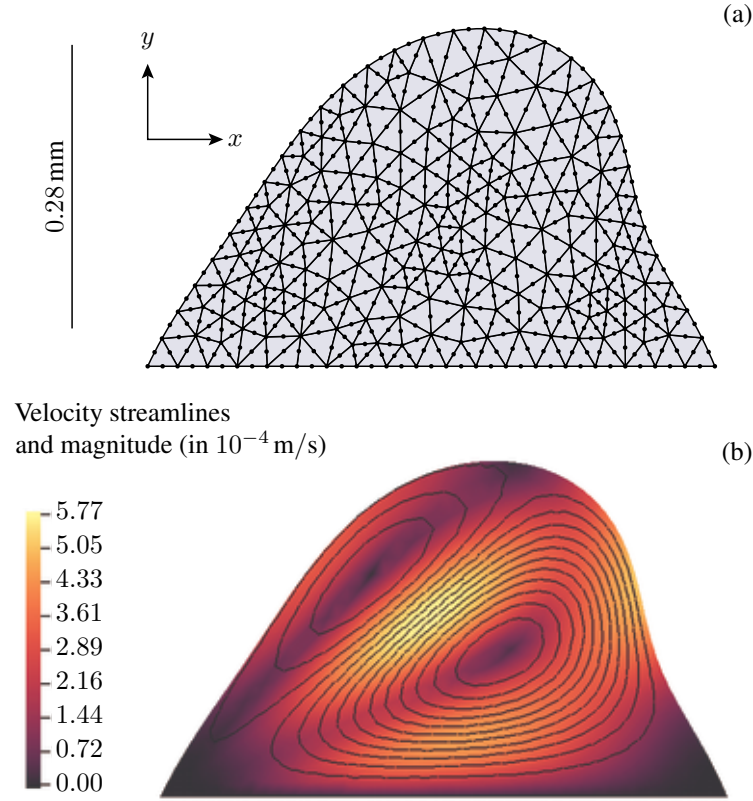 (a)
y
x
0.28 mm
Velocity streamlines
and magnitude (in 10⁻⁴ m/s)
(b)
5.77
5.05
4.33
3.61
2.89
2.16
1.44
0.72
0.00